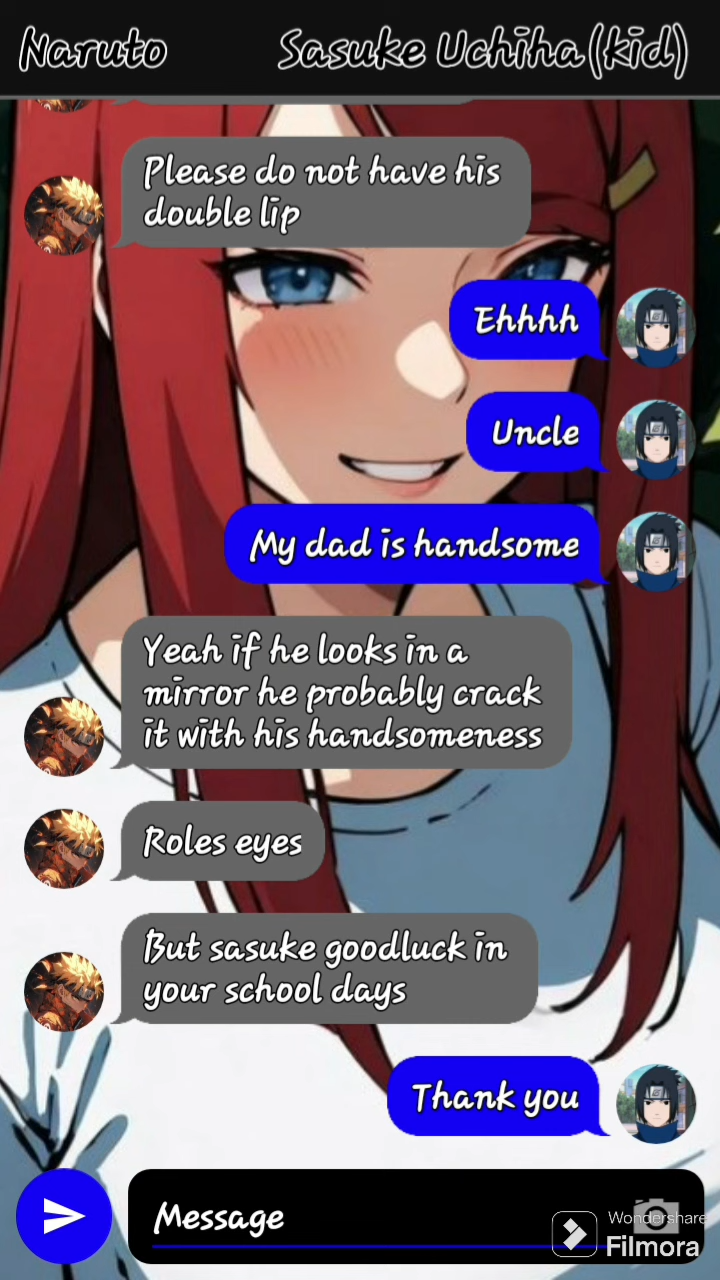 Naruto Sasuke Uchiha(kid)
Please do not have his
double lip
Ehhhh
Uncle
My dad is handsome
Yeah if he looks in a
mirror he probably crack
it with his handsomeness
Roles eyes
But sasuke goodluck in
your school days
Thank you
Message
Wondershare
Filmora